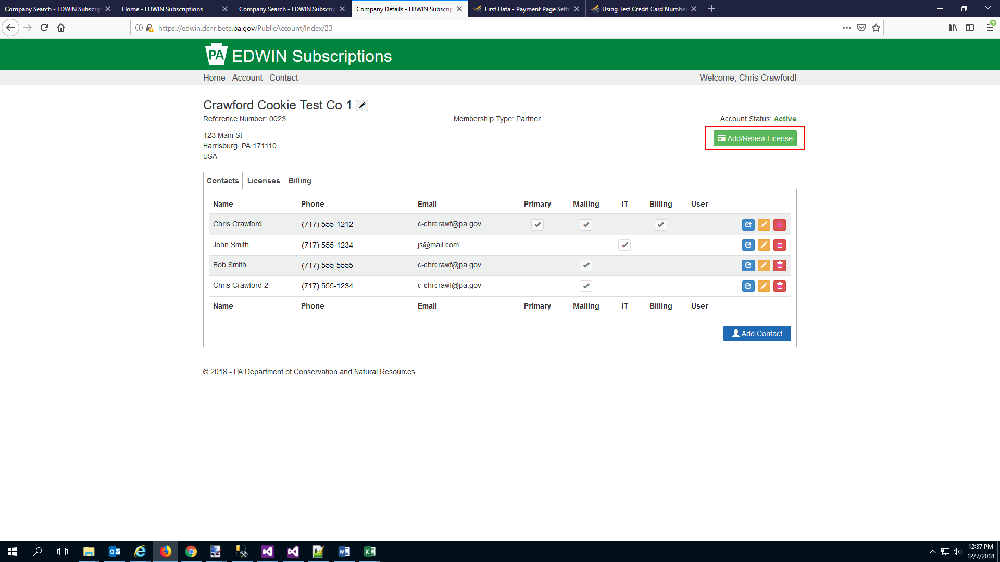 Company Search - EDWIN Subscrip
Home - EDWIN Subscriptions
Company Search - EDWIN Subscrip
Company Details - EDWIN Subscrip
First Data - Payment Page Setti
Using Test Credit Card Number
https://edwin.dcnr.beta.pa.gov/PublicAccount/Index/23
PA EDWIN Subscriptions
Home Account Contact Welcome, Chris Crawford!
Crawford Cookie Test Co 1
Reference Number: 0023 Membership Type: Partner Account Status: Active
123 Main St
Harrisburg, PA 171110
USA
Add/Renew License
Contacts Licenses Billing
Name Phone Email Primary Mailing IT Billing User
Chris Crawford (717) 555-1212 c-chrcrawf@pa.gov
John Smith (717) 555-1234 js@mail.com
Bob Smith (717) 555-5555 c-chrcrawf@pa.gov
Chris Crawford 2 (717) 555-1234 c-chrcrawf@pa.gov
Name Phone Email Primary Mailing IT Billing User
Add Contact
© 2018 - PA Department of Conservation and Natural Resources
12:37 PM
12/7/2018